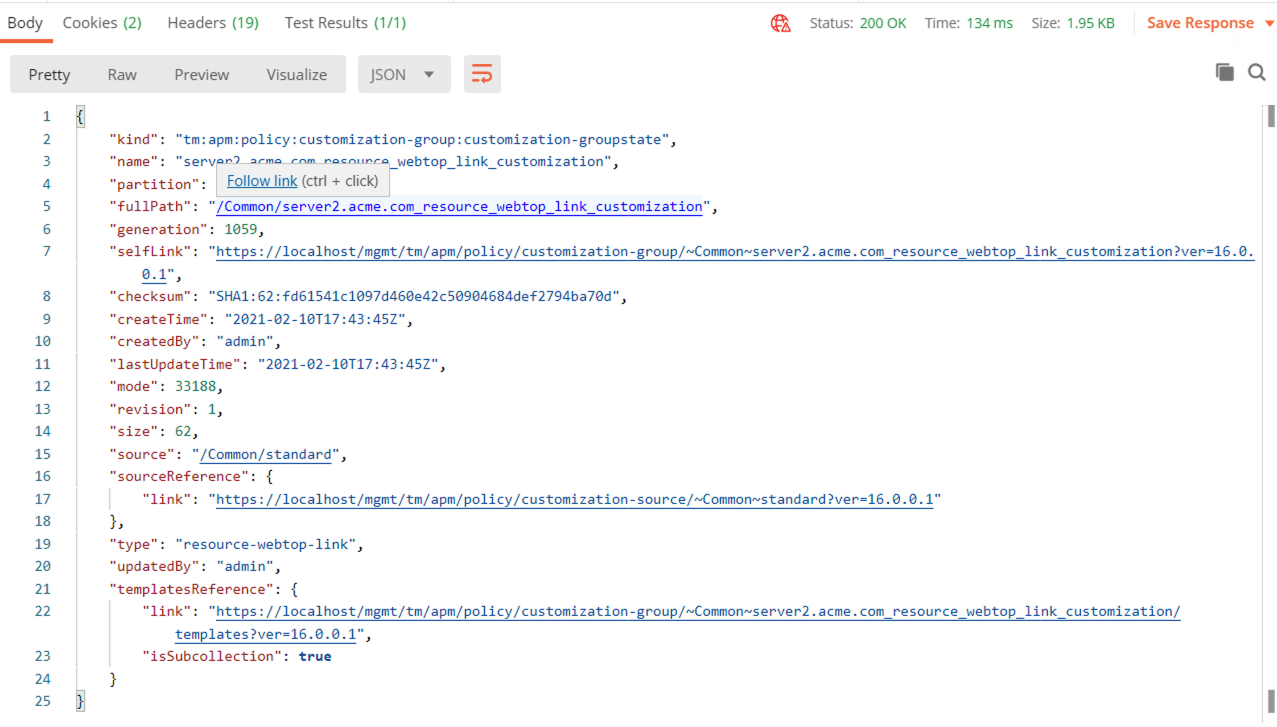 Body Cookies (2) Headers (19) Test Results (1/1) Status: 200 OK Time: 134 ms Size: 1.95 KB Save Response
Pretty Raw Preview Visualize JSON
1 {
2 "kind": "tm:apm:policy:customization-group:customization-groupstate",
3 "name": "server2.acme.com_resource_webtop_link_customization",
4 "partition":
Follow link (ctrl + click)
5 "fullPath": "/Common/server2.acme.com_resource_webtop_link_customization",
6 "generation": 1059,
7 "selfLink": "https://localhost/mgmt/tm/apm/policy/customization-group/~Common~server2.acme.com_resource_webtop_link_customization?ver=16.0.
0.1",
8 "checksum": "SHA1:62:fd61541c1097d460e42c50904684def2794ba70d",
9 "createTime": "2021-02-10T17:43:45Z",
10 "createdBy": "admin",
11 "lastUpdateTime": "2021-02-10T17:43:45Z",
12 "mode": 33188,
13 "revision": 1,
14 "size": 62,
15 "source": "/Common/standard",
16 "sourceReference": {
17 "link": "https://localhost/mgmt/tm/apm/policy/customization-source/~Common~standard?ver=16.0.0.1"
18 },
19 "type": "resource-webtop-link",
20 "updatedBy": "admin",
21 "templatesReference": {
22 "link": "https://localhost/mgmt/tm/apm/policy/customization-group/~Common~server2.acme.com_resource_webtop_link_customization/
templates?ver=16.0.0.1",
23 "isSubcollection": true
24 }
25 }